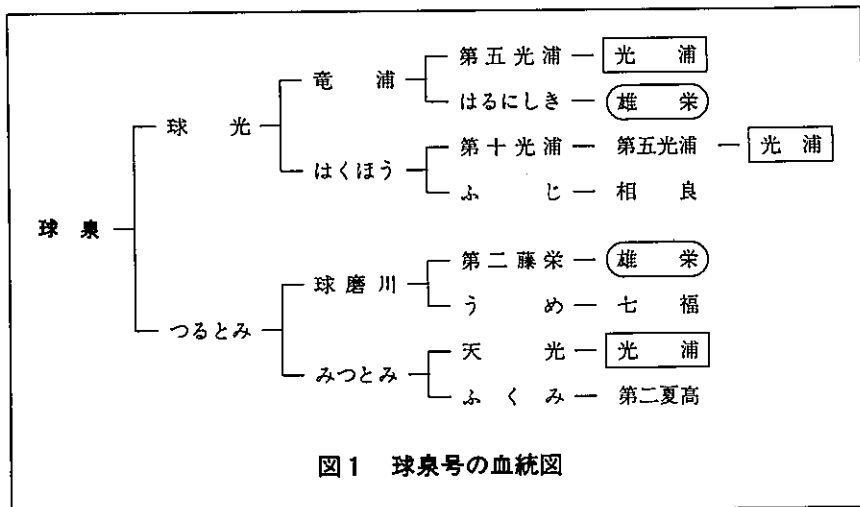 第五光浦 光浦
竜浦
はるにしき 雄栄
球光
第十光浦 第五光浦 光浦
はくほう
ふじ 相良
球泉
第二藤栄 雄栄
球磨川
うめ 七福
つるとみ
天光 光浦
みつとみ
ふくみ 第二夏高
図1 球泉号の血統図